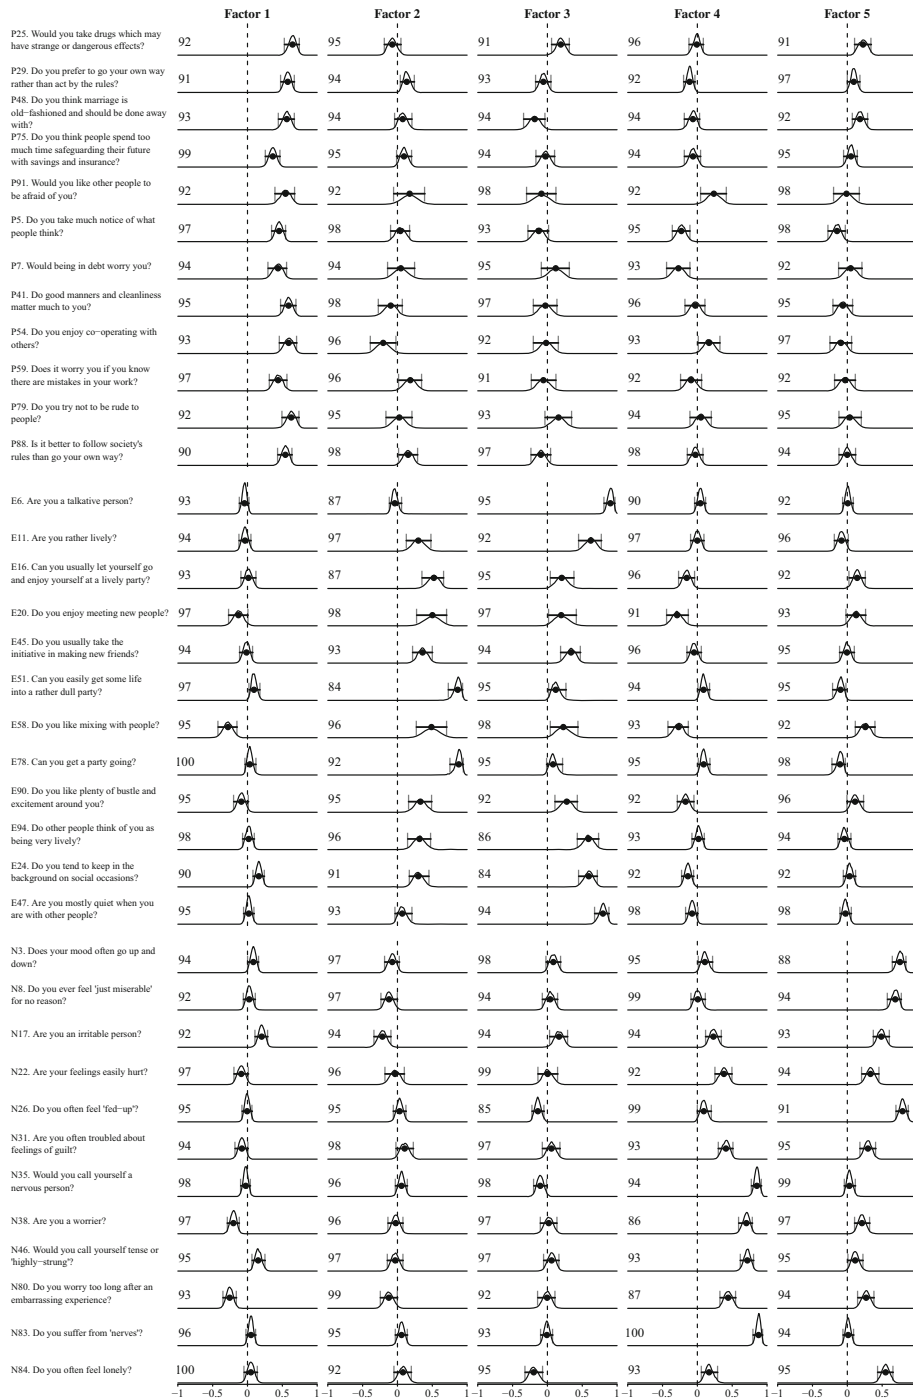 Factor 1 Factor 2 Factor 3 Factor 4 Factor 5
P25. Would you take drugs which may
have strange or dangerous effects?
92 95 91 96 91
P29. Do you prefer to go your own way
rather than act by the rules?
91 94 93 92 97
P48. Do you think marriage is
old−fashioned and should be done away
with?
93 94 94 94 92
P75. Do you think people spend too
much time safeguarding their future
with savings and insurance?
99 95 94 94 95
P91. Would you like other people to
be afraid of you?
92 92 98 92 98
P5. Do you take much notice of what
people think?
97 98 93 95 98
P7. Would being in debt worry you?
94 94 95 93 92
P41. Do good manners and cleanliness
matter much to you?
95 98 97 96 95
P54. Do you enjoy co−operating with
others?
93 96 92 93 97
P59. Does it worry you if you know
there are mistakes in your work?
97 96 91 92 92
P79. Do you try not to be rude to
people?
92 95 93 94 95
P88. Is it better to follow society's
rules than go your own way?
90 98 97 98 94
E6. Are you a talkative person?
93 87 95 90 92
E11. Are you rather lively?
94 97 92 97 96
E16. Can you usually let yourself go
and enjoy yourself at a lively party?
93 87 95 96 92
E20. Do you enjoy meeting new people?
97 98 97 91 93
E45. Do you usually take the
initiative in making new friends?
94 93 94 96 95
E51. Can you easily get some life
into a rather dull party?
97 84 95 94 95
E58. Do you like mixing with people?
95 96 98 93 92
E78. Can you get a party going?
100 92 95 95 98
E90. Do you like plenty of bustle and
excitement around you?
95 95 92 92 96
E94. Do other people think of you as
being very lively?
98 96 86 93 94
E24. Do you tend to keep in the
background on social occasions?
90 91 84 92 92
E47. Are you mostly quiet when you
are with other people?
95 93 94 98 98
N3. Does your mood often go up and
down?
94 97 98 95 88
N8. Do you ever feel 'just miserable'
for no reason?
92 97 94 99 94
N17. Are you an irritable person?
92 94 94 94 93
N22. Are your feelings easily hurt?
97 96 99 92 94
N26. Do you often feel 'fed−up'?
95 95 85 99 91
N31. Are you often troubled about
feelings of guilt?
94 98 97 93 95
N35. Would you call yourself a
nervous person?
98 96 98 94 99
N38. Are you a worrier?
97 96 97 86 97
N46. Would you call yourself tense or
'highly−strung'?
95 97 97 93 95
N80. Do you worry too long after an
embarrassing experience?
93 99 92 87 94
N83. Do you suffer from 'nerves'?
96 95 93 100 94
N84. Do you often feel lonely?
100 92 95 93 95
−1 −0.5 0 0.5 1 −1 −0.5 0 0.5 1 −1 −0.5 0 0.5 1 −1 −0.5 0 0.5 1 −1 −0.5 0 0.5 1